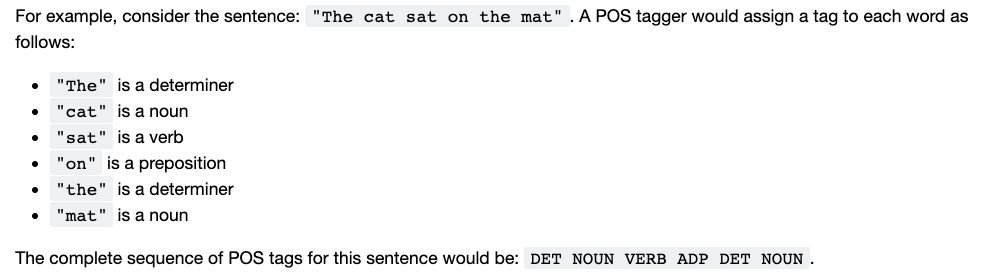 For example, consider the sentence: "The cat sat on the mat" . A POS tagger would assign a tag to each word as
follows:
• "The" is a determiner
• "cat" is a noun
• "sat" is a verb
• "on" is a preposition
• "the" is a determiner
• "mat" is a noun
The complete sequence of POS tags for this sentence would be: DET NOUN VERB ADP DET NOUN .